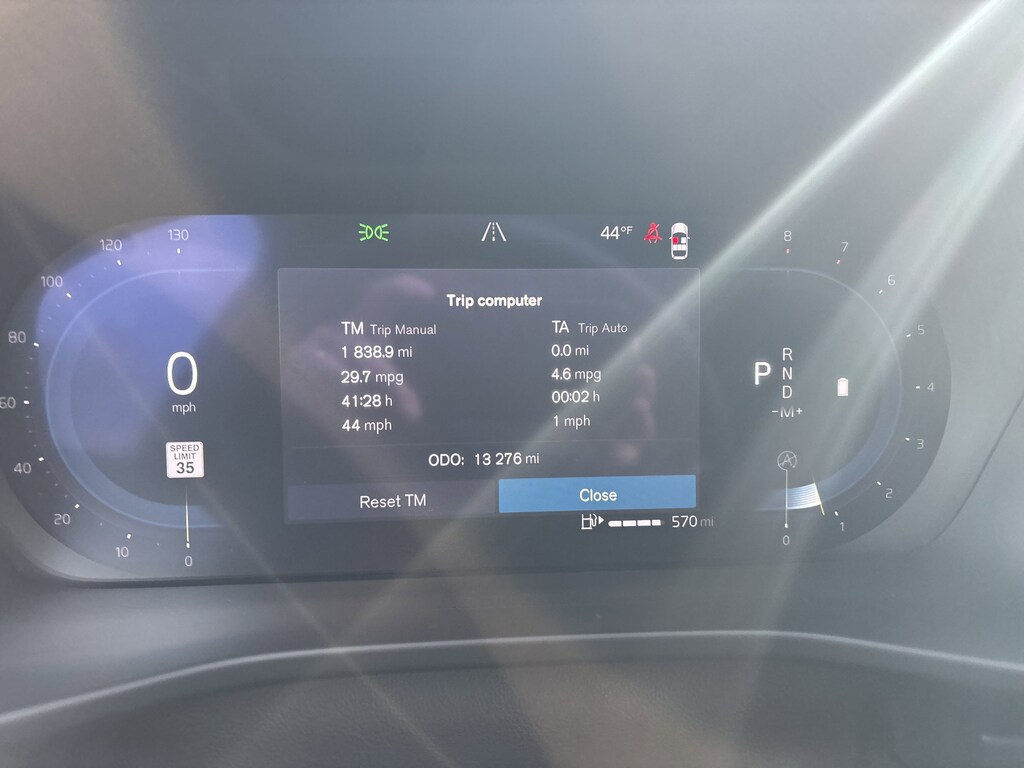 44°F
Trip computer
TM Trip Manual
1 838.9 mi
29.7 mpg
41:28 h
44 mph
TA Trip Auto
0.0 mi
4.6 mpg
00:02 h
1 mph
ODO: 13 276 mi
Reset TM
Close
570 mi
130
120
100
80
60
40
20
10
0
0
mph
SPEED
LIMIT
35
8
7
6
5
4
3
2
1
0
P
R
N
D
-M+
A